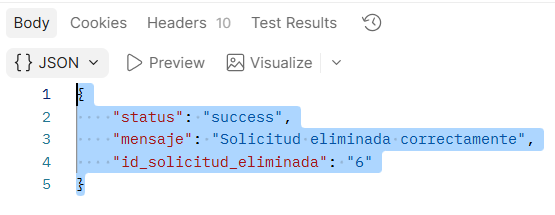 Body Cookies Headers 10 Test Results
{} JSON Preview Visualize
1 {
2 "status": "success",
3 "mensaje": "Solicitud eliminada correctamente",
4 "id_solicitud_eliminada": "6"
5 }